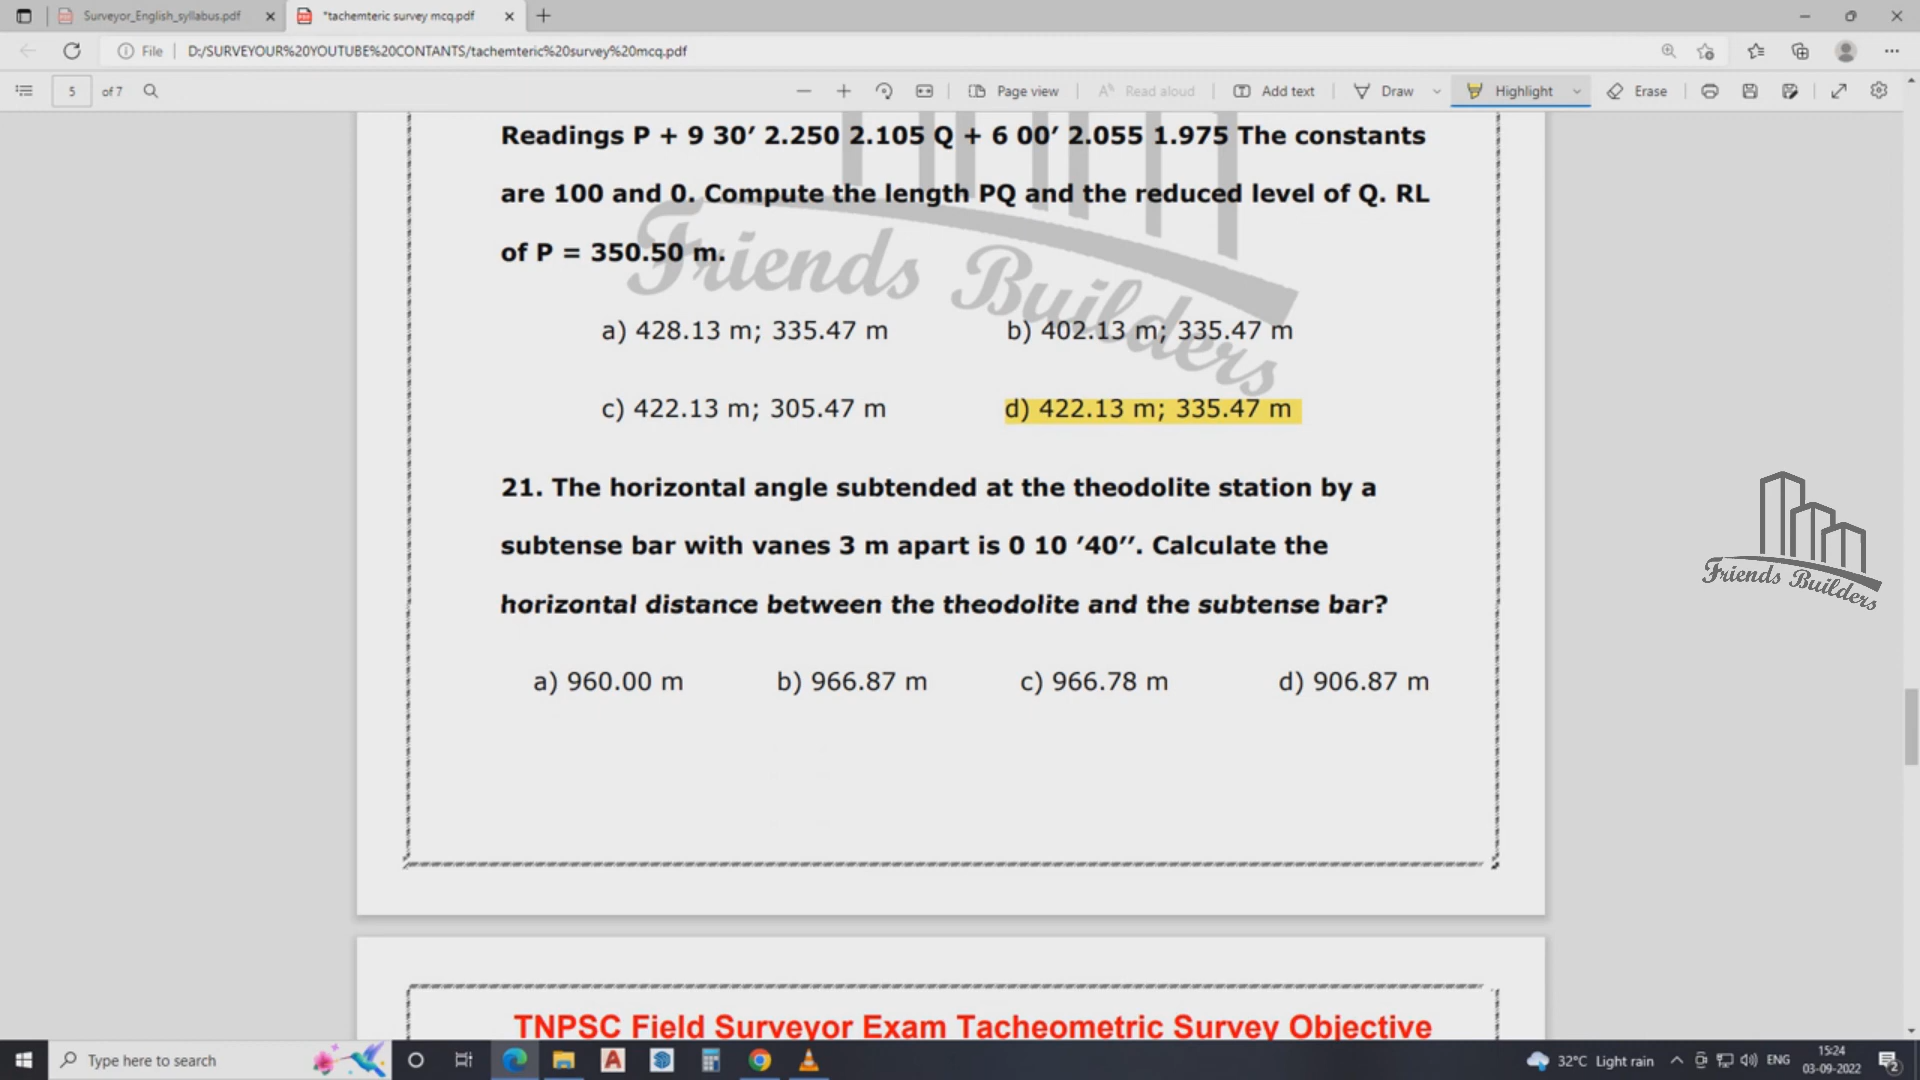 Surveyor_English_syllabus.pdf
*tachemteric survey mcq.pdf
File
D:/SURVEYOUR%20YOUTUBE%20CONTANTS/tachemteric%20survey%20mcq.pdf
5 of 7
Page view
Read aloud
Add text
Draw
Highlight
Erase
Readings P + 9 30′ 2.250 2.105 Q + 6 00′ 2.055 1.975 The constants
are 100 and 0. Compute the length PQ and the reduced level of Q. RL
of P = 350.50 m.
Friends Builders
a) 428.13 m; 335.47 m
b) 402.13 m; 335.47 m
c) 422.13 m; 305.47 m
d) 422.13 m; 335.47 m
21. The horizontal angle subtended at the theodolite station by a
subtense bar with vanes 3 m apart is 0 10 ′40′′. Calculate the
horizontal distance between the theodolite and the subtense bar?
a) 960.00 m b) 966.87 m c) 966.78 m d) 906.87 m
Friends Builders
TNPSC Field Surveyor Exam Tacheometric Survey Objective
Type here to search
32°C Light rain
ENG
15:24
03-09-2022
2